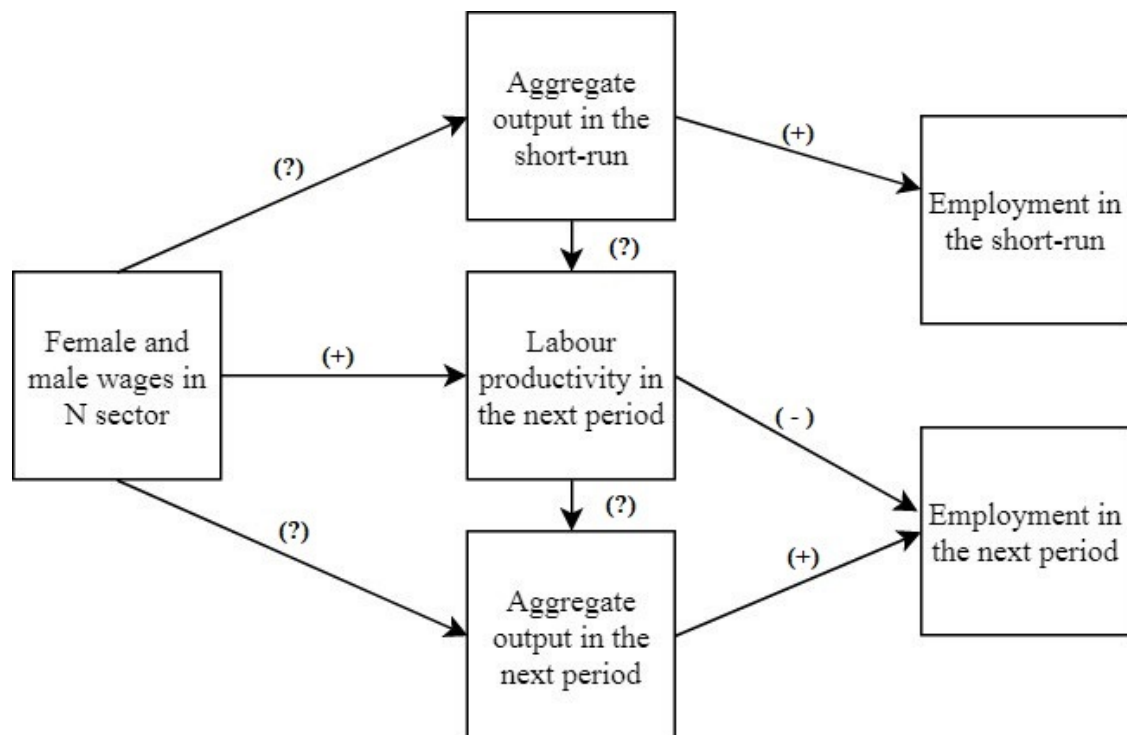 Aggregate
output in the
short-run
(?)
(+)
Employment in
the short-run
(?)
Female and
male wages in
N sector
(+)
Labour
productivity in
the next period
( - )
(?)
(?)
Employment in
the next period
(+)
Aggregate
output in the
next period